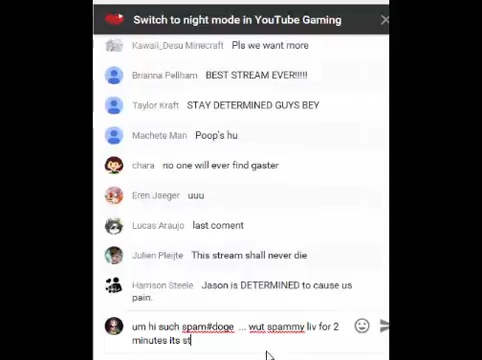 Switch to night mode in YouTube Gaming
Kawaii_Desu Minecraft Pls we want more
Brianna Pellham BEST STREAM EVER!!!!!
Taylor Kraft STAY DETERMINED GUYS BEY
Machete Man Poop's hu
chara no one will ever find gaster
Eren Jaeger uuu
Lucas Araujo last coment
Julien Pleijte This stream shall never die
Harrison Steele Jason is DETERMINED to cause us
pain.
um hi such spam#doge ... wut spammy liv for 2
minutes its st